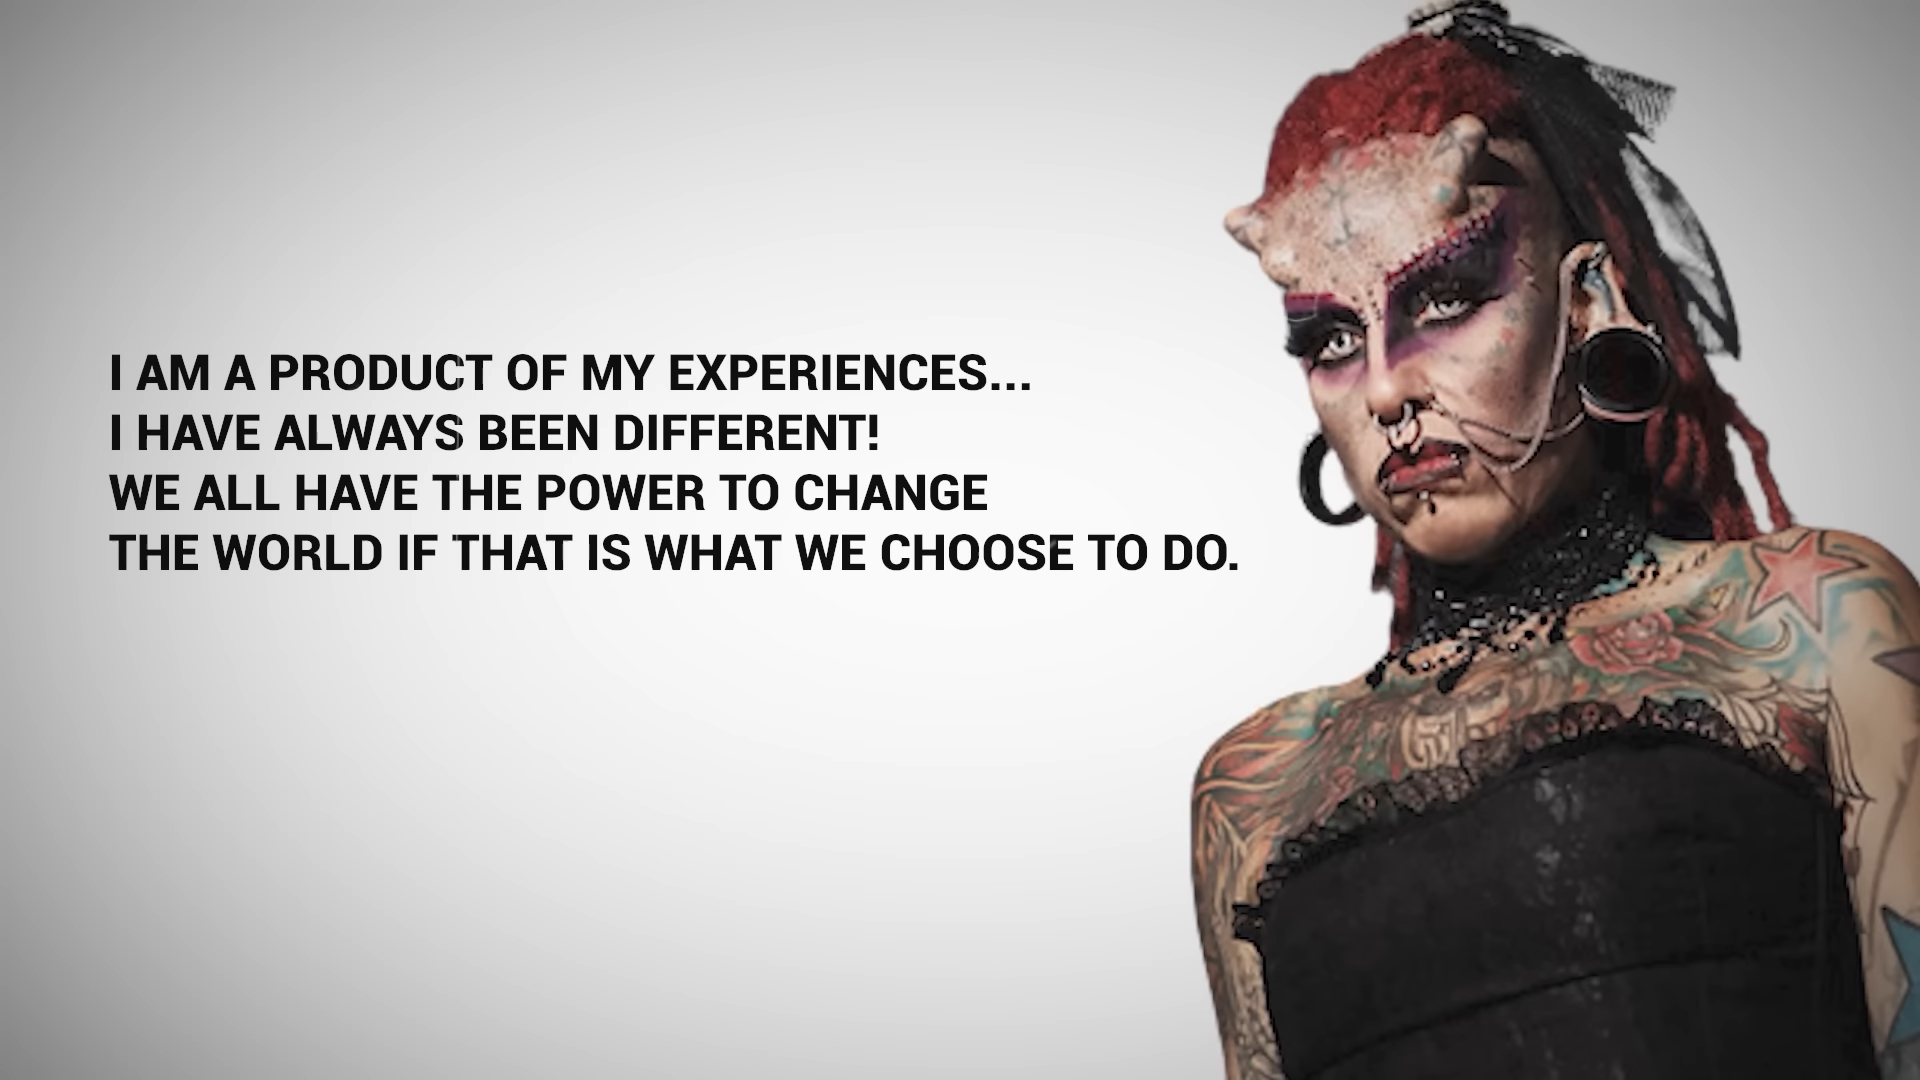 I AM A PRODUCT OF MY EXPERIENCES...
I HAVE ALWAYS BEEN DIFFERENT!
WE ALL HAVE THE POWER TO CHANGE
THE WORLD IF THAT IS WHAT WE CHOOSE TO DO.